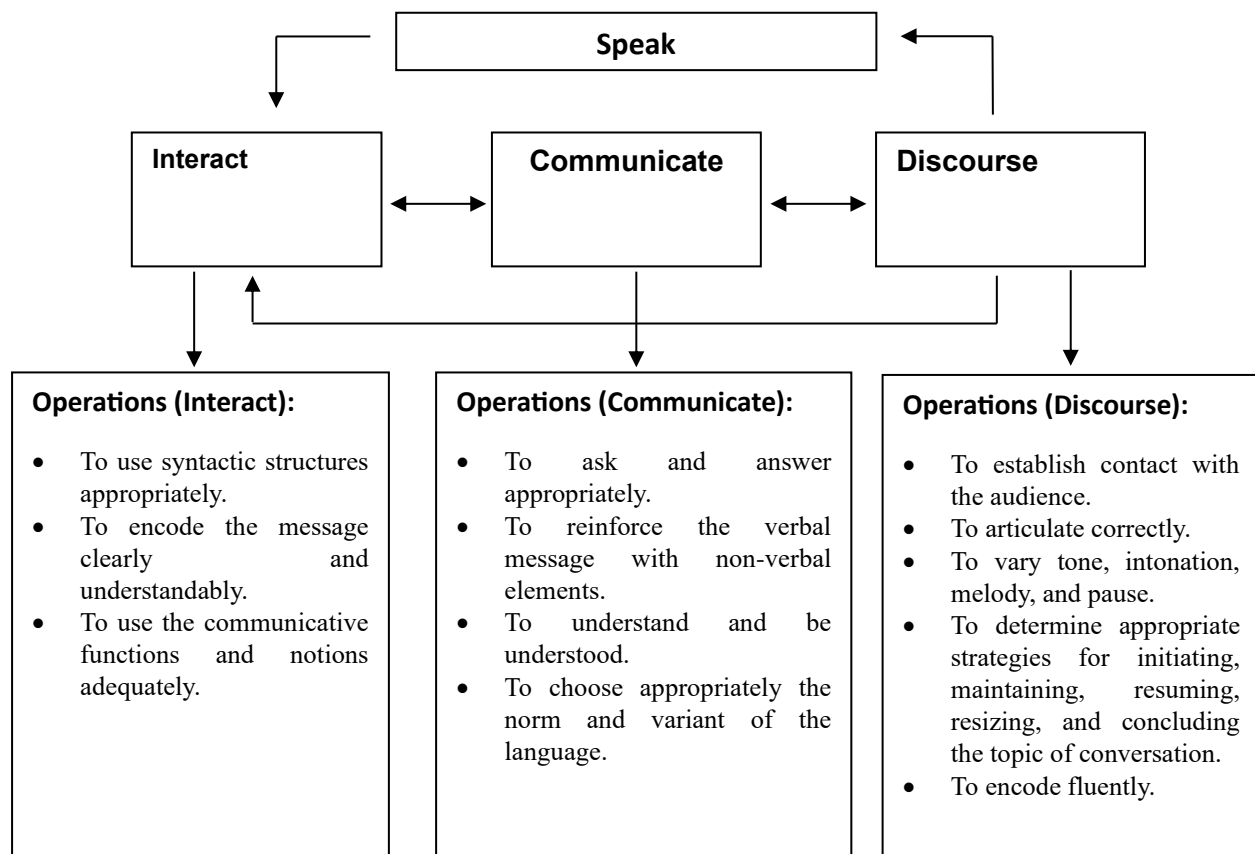 Speak
Interact
Communicate
Discourse
Operations (Interact):
• To use syntactic structures
appropriately.
• To encode the message
clearly and
understandably.
• To use the communicative
functions and notions
adequately.
Operations (Communicate):
• To ask and answer
appropriately.
• To reinforce the verbal
message with non-verbal
elements.
• To understand and be
understood.
• To choose appropriately the
norm and variant of the
language.
Operations (Discourse):
• To establish contact with
the audience.
• To articulate correctly.
• To vary tone, intonation,
melody, and pause.
• To determine appropriate
strategies for initiating,
maintaining, resuming,
resizing, and concluding
the topic of conversation.
• To encode fluently.